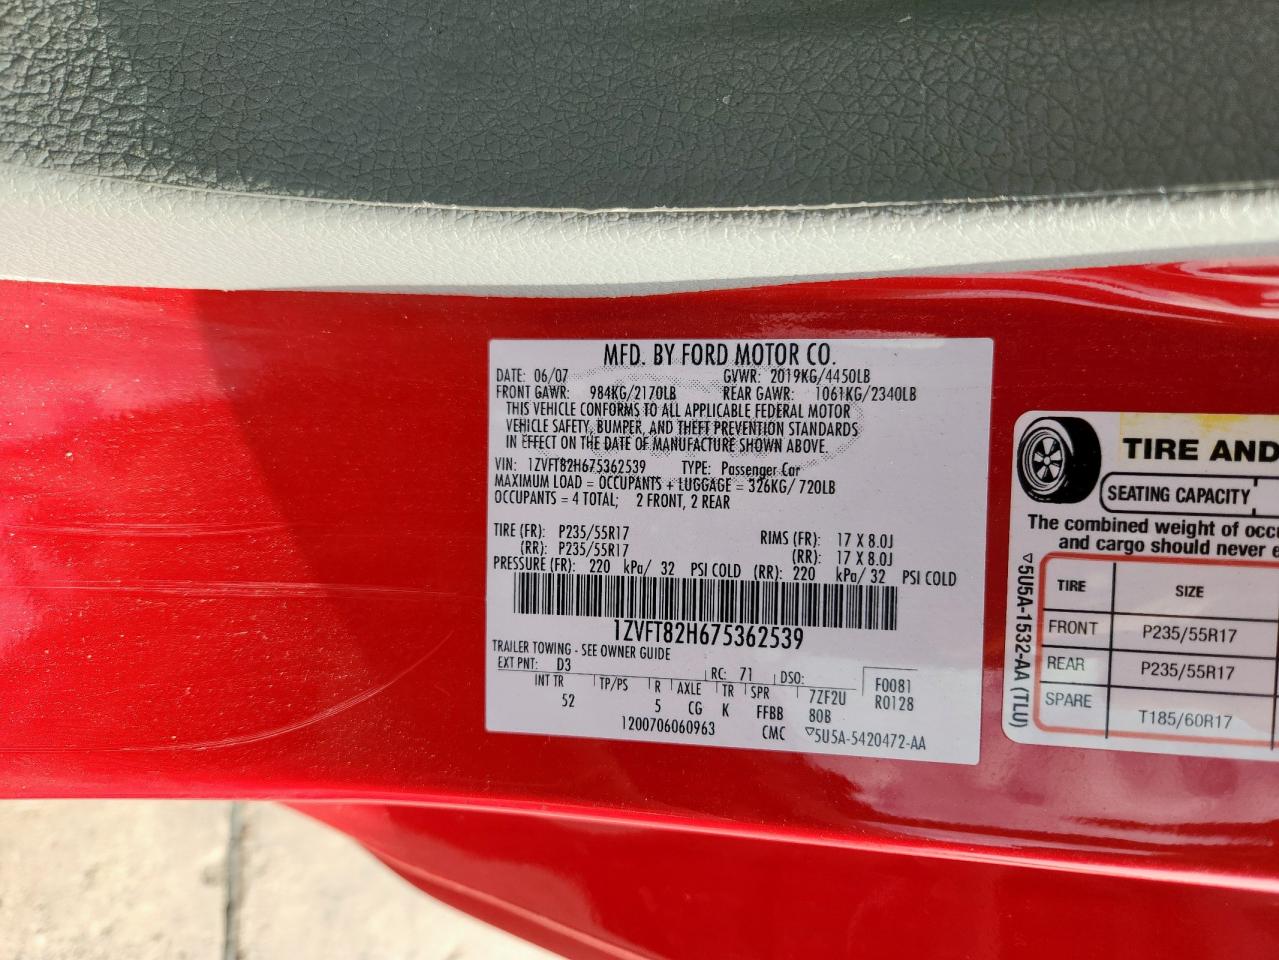 MFD. BY FORD MOTOR CO.
DATE: 06/07 GVWR: 2019KG/4450LB
FRONT GAWR: 984KG/2170LB REAR GAWR: 1061KG/2340LB
THIS VEHICLE CONFORMS TO ALL APPLICABLE FEDERAL MOTOR
VEHICLE SAFETY, BUMPER, AND THEFT PREVENTION STANDARDS
IN EFFECT ON THE DATE OF MANUFACTURE SHOWN ABOVE.
VIN: 1ZVFT82H675362539 TYPE: Passenger Car
MAXIMUM LOAD = OCCUPANTS + LUGGAGE = 326KG/ 720LB
OCCUPANTS = 4 TOTAL; 2 FRONT, 2 REAR
TIRE (FR): P235/55R17 RIMS (FR): 17 X 8.0J
(RR): P235/55R17 (RR): 17 X 8.0J
PRESSURE (FR): 220 kPa/ 32 PSI COLD (RR): 220 kPa/ 32 PSI COLD
1ZVFT82H675362539
TRAILER TOWING - SEE OWNER GUIDE
EXT PNT: D3 RC: 71 DSO: F0081
INT TR TP/PS R AXLE TR SPR 7ZF2U R0128
52 5 CG K FFBB 80B
1200706060963 CMC ▽5U5A-5420472-AA
TIRE AND
SEATING CAPACITY
The combined weight of occu
and cargo should never e
TIRE SIZE
FRONT P235/55R17
REAR P235/55R17
SPARE T185/60R17
▽5U5A-1532-AA (TLU)